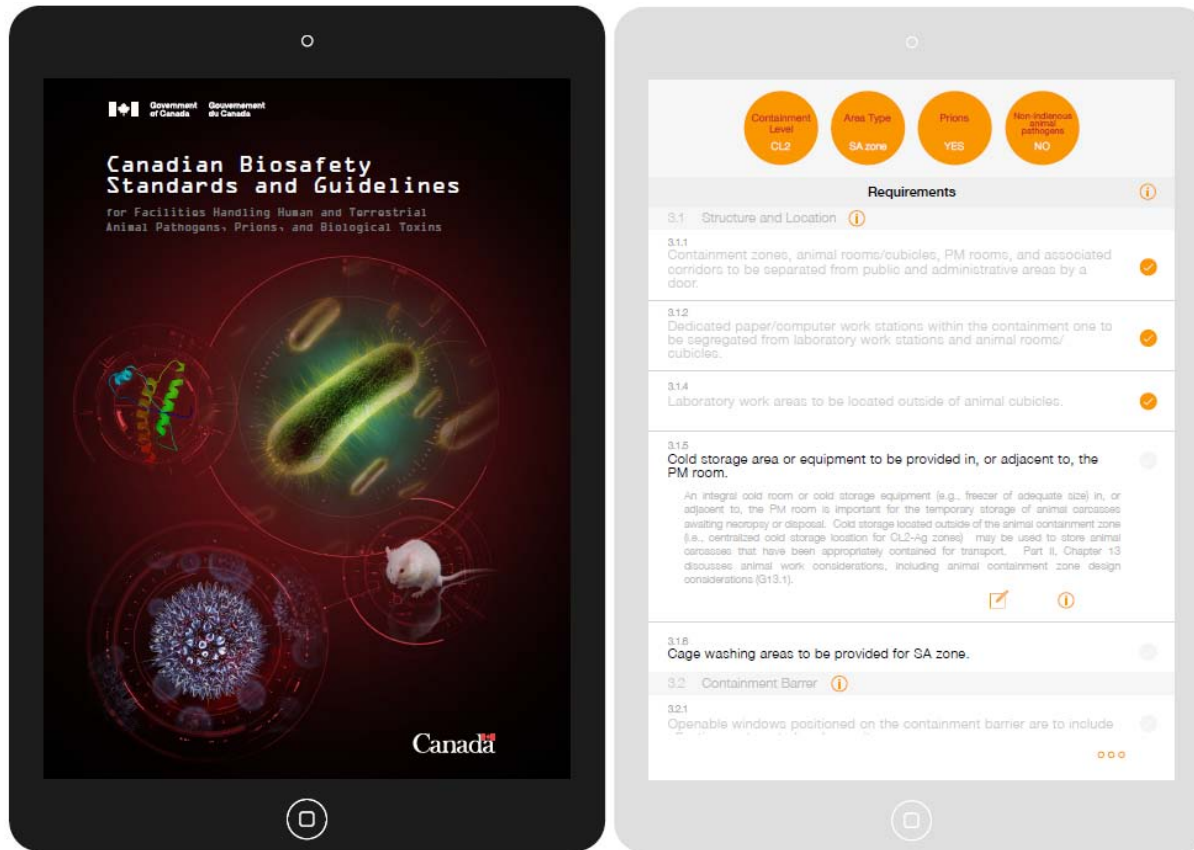 Government
of Canada
Gouvernement
du Canada
Canadian Biosafety
Standards and Guidelines
for Facilities Handling Human and Terrestrial
Animal Pathogens, Prions, and Biological Toxins
Canada
Containment
Level
CL2
Area Type
SA zone
Prions
YES
Non-indianous
animal
pathogens
NO
Requirements
3.1 Structure and Location
3.1.1
Containment zones, animal rooms/cubicles, PM rooms, and associated
corridors to be separated from public and administrative areas by a
door.
3.1.2
Dedicated paper/computer work stations within the containment one to
be segregated from laboratory work stations and animal rooms/
cubicles.
3.1.4
Laboratory work areas to be located outside of animal cubicles.
3.1.5
Cold storage area or equipment to be provided in, or adjacent to, the
PM room.
An integral cold room or cold storage equipment (e.g., freezer of adequate size) in, or
adjacent to, the PM room is important for the temporary storage of animal carcasses
awaiting necropsy or disposal. Cold storage located outside of the animal containment zone
(i.e., centralized cold storage location for CL2-Ag zones) may be used to store animal
carcasses that have been appropriately contained for transport. Part II, Chapter 13
discusses animal work considerations, including animal containment zone design
considerations (G13.1).
3.1.6
Cage washing areas to be provided for SA zone.
3.2 Containment Barrer
3.2.1
Openable windows positioned on the containment barrier are to include